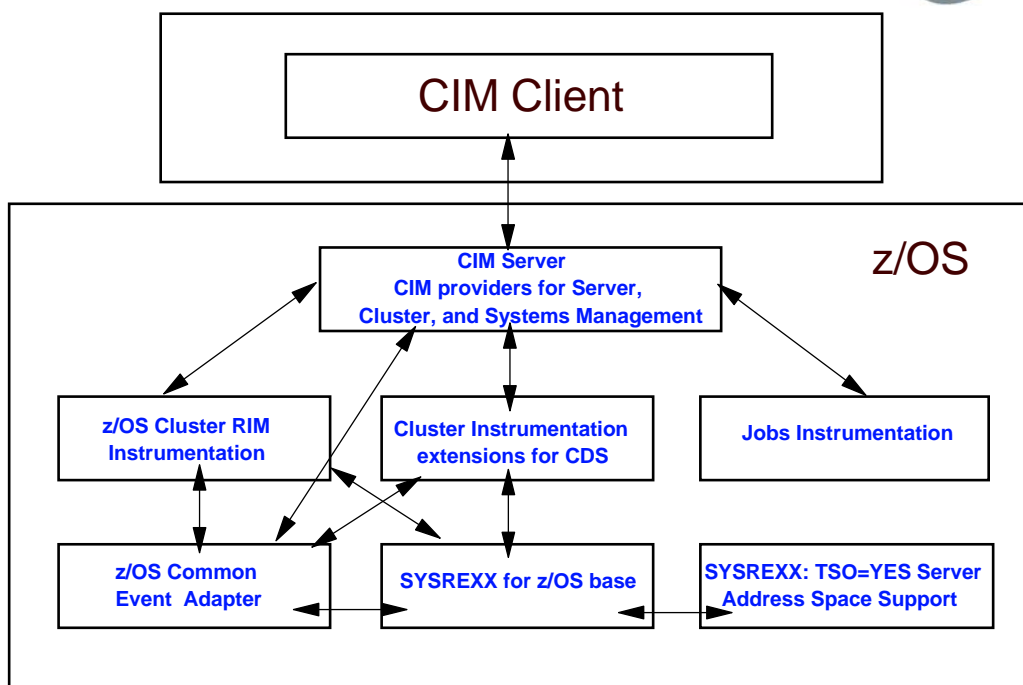 CIM Client
z/OS
CIM Server
CIM providers for Server,
Cluster, and Systems Management
z/OS Cluster RIM
Instrumentation
Cluster Instrumentation
extensions for CDS
Jobs Instrumentation
z/OS Common
Event Adapter
SYSREXX for z/OS base
SYSREXX: TSO=YES Server
Address Space Support